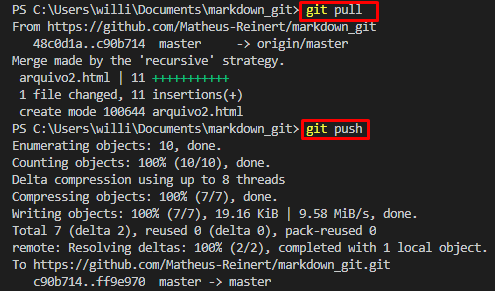 PS C:\Users\willi\Documents\markdown_git> git pull
From https://github.com/Matheus-Reinert/markdown_git
   48c0d1a..c90b714  master     -> origin/master
Merge made by the 'recursive' strategy.
 arquivo2.html | 11 +++++++++++
 1 file changed, 11 insertions(+)
 create mode 100644 arquivo2.html
PS C:\Users\willi\Documents\markdown_git> git push
Enumerating objects: 10, done.
Counting objects: 100% (10/10), done.
Delta compression using up to 8 threads
Compressing objects: 100% (7/7), done.
Writing objects: 100% (7/7), 19.16 KiB | 9.58 MiB/s, done.
Total 7 (delta 2), reused 0 (delta 0), pack-reused 0
remote: Resolving deltas: 100% (2/2), completed with 1 local object.
To https://github.com/Matheus-Reinert/markdown_git.git
   c90b714..ff9e970  master -> master